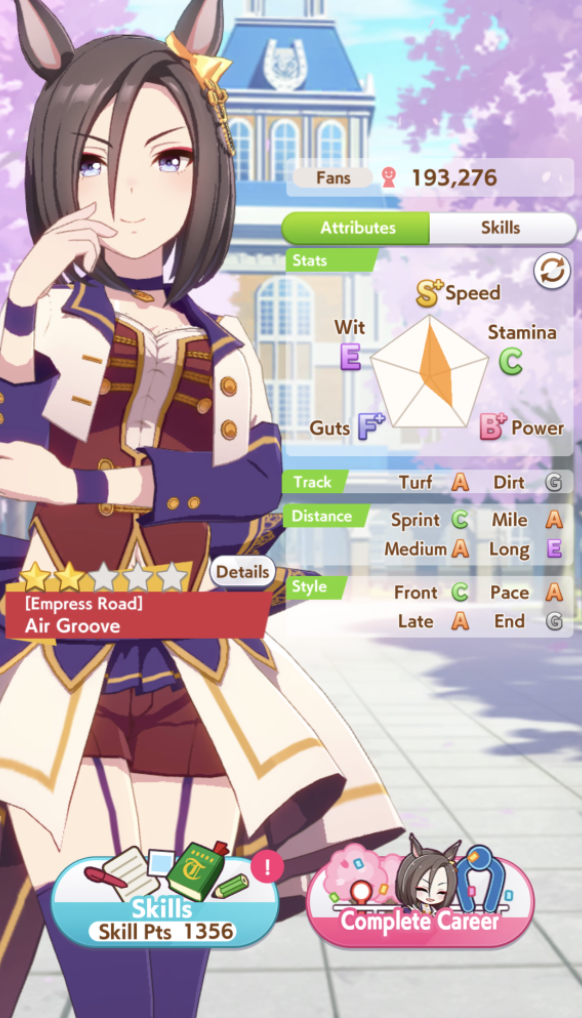 Fans 193,276
Attributes Skills
Stats
S+ Speed
Wit Stamina
E C
Guts F+ B+ Power
Track Turf A Dirt G
Distance Sprint C Mile A
Medium A Long E
Style Front C Pace A
Late A End G
Details
[Empress Road]
Air Groove
!
T
Skills Complete Career
Skill Pts 1356